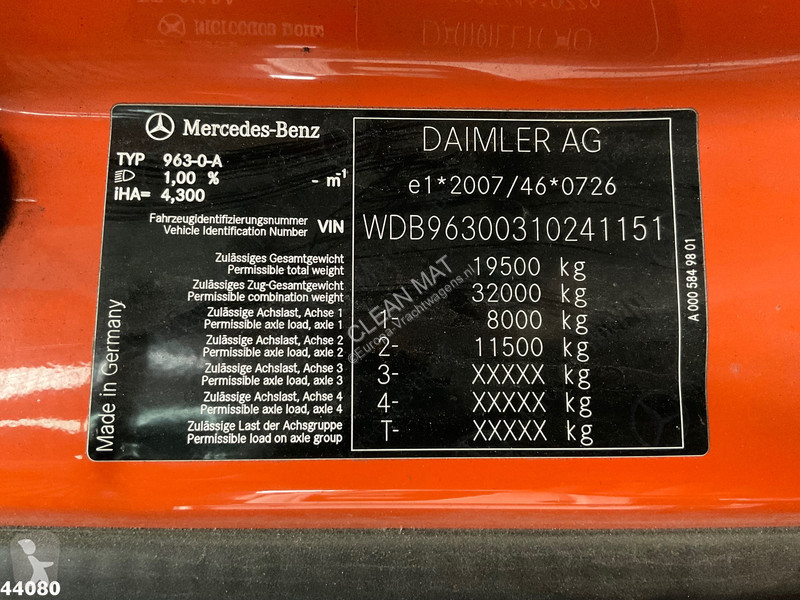 Mercedes-Benz
TYP 963-0-A
1,00 % - m-1
iHA= 4,300
DAIMLER AG
e1*2007/46*0726
Fahrzeugidentifizierungsnummer
Vehicle Identification Number VIN WDB96300310241151
Zulässiges Gesamtgewicht
Permissible total weight 19500 kg
Zulässiges Zug-Gesamtgewicht
Permissible combination weight 32000 kg
Zulässige Achslast, Achse 1
Permissible axle load, axle 1 1- 8000 kg
Zulässige Achslast, Achse 2
Permissible axle load, axle 2 2- 11500 kg
Zulässige Achslast, Achse 3
Permissible axle load, axle 3 3- XXXXX kg
Zulässige Achslast, Achse 4
Permissible axle load, axle 4 4- XXXXX kg
Zulässige Last der Achsgruppe
Permissible load on axle group T- XXXXX kg
Made in Germany
A 000 584 98 01
CLEAN MAT
©Europa-Vrachtwagens.nl
44080